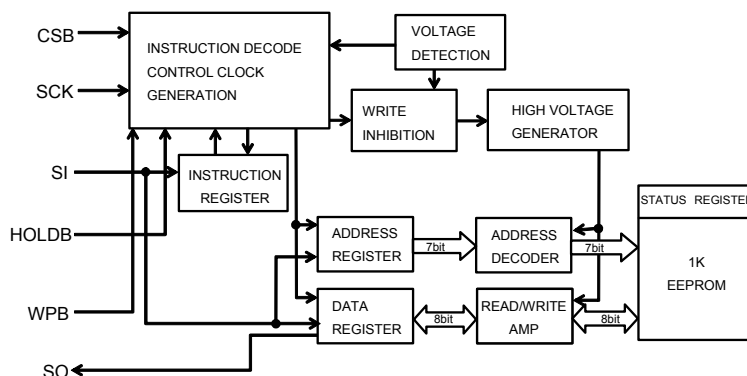 CSB
SCK
SI
HOLDB
WPB
SO
INSTRUCTION DECODE
CONTROL CLOCK
GENERATION
VOLTAGE
DETECTION
WRITE
INHIBITION
HIGH VOLTAGE
GENERATOR
INSTRUCTION
REGISTER
ADDRESS
REGISTER
7bit
ADDRESS
DECODER
7bit
DATA
REGISTER
8bit
READ/WRITE
AMP
8bit
STATUS REGISTER
1K
EEPROM